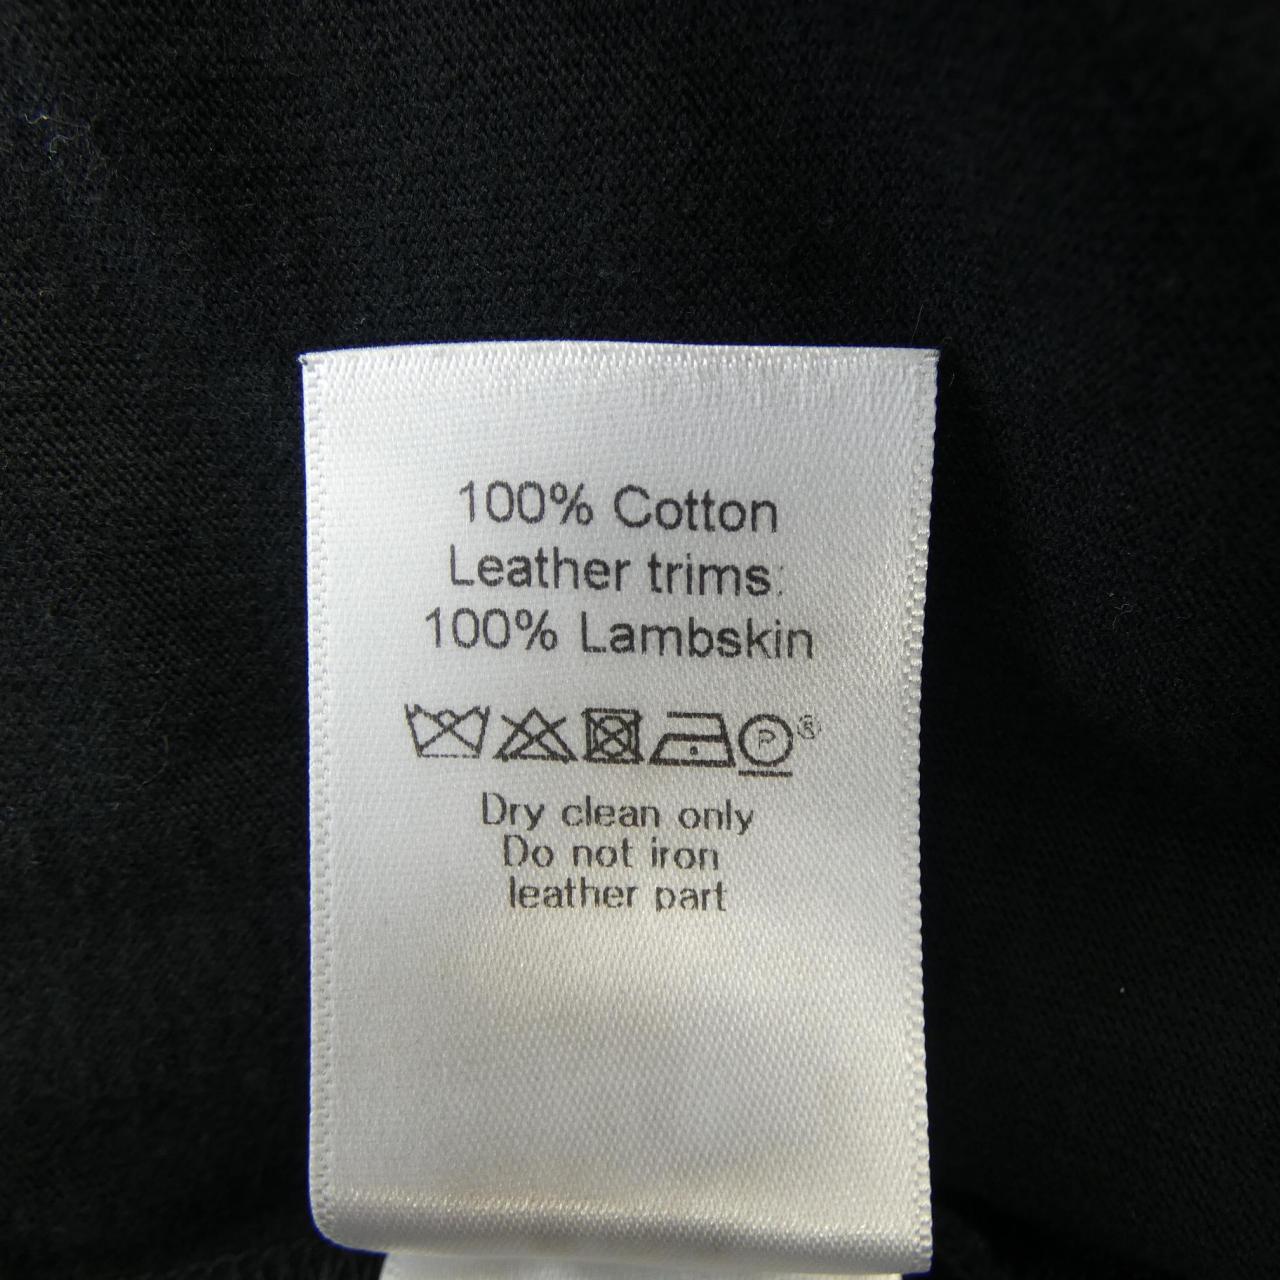 100% Cotton
Leather trims:
100% Lambskin
P
Dry clean only
Do not iron
leather part